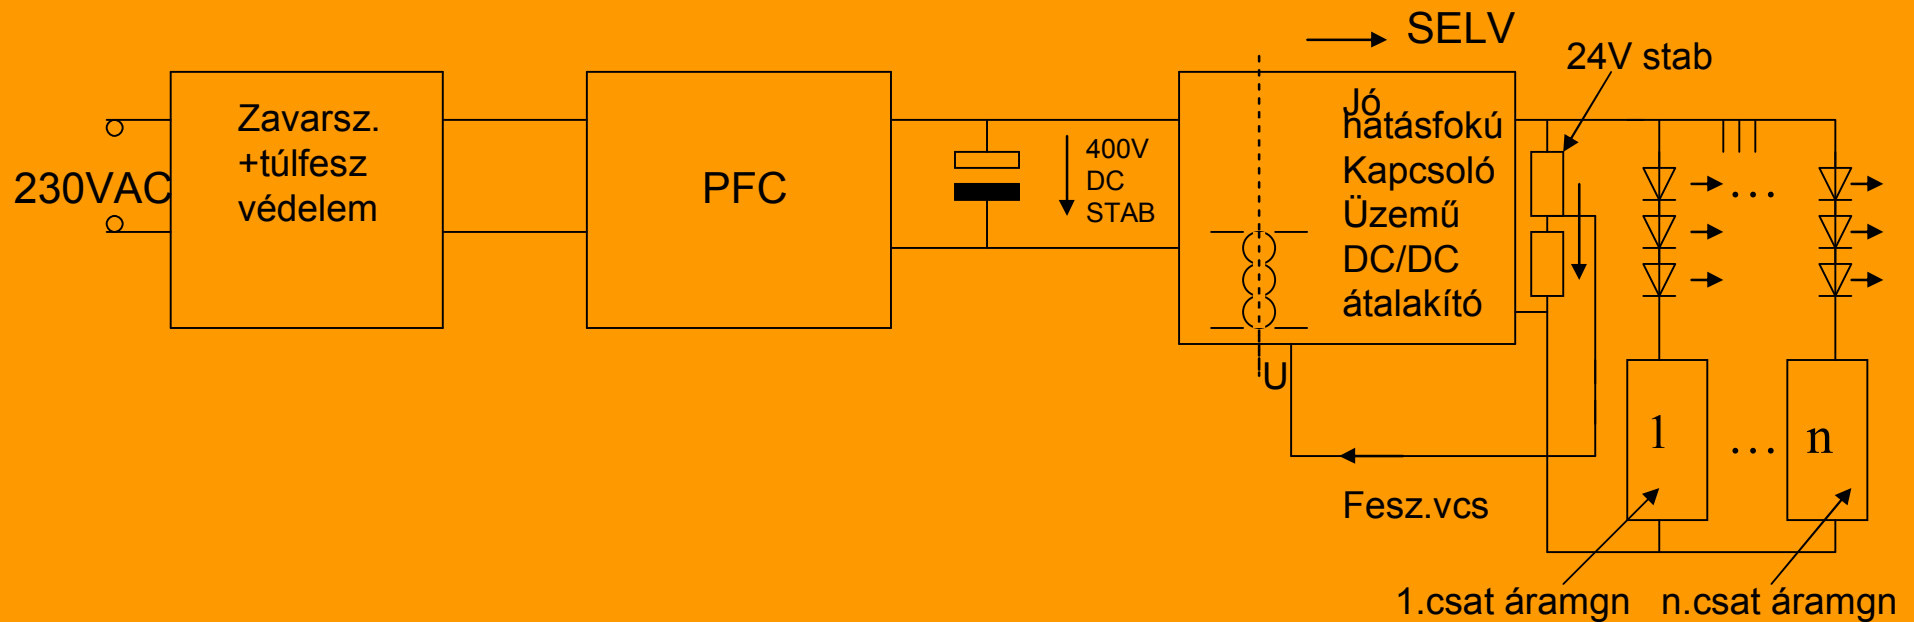 SELV
24V stab
230VAC
Zavarsz.
+túlfesz
védelem
PFC
400V
DC
STAB
Jó
hatásfokú
Kapcsoló
Üzemű
DC/DC
átalakító
...
U
1
...
n
Fesz.vcs
1.csat áramgn
n.csat áramgn